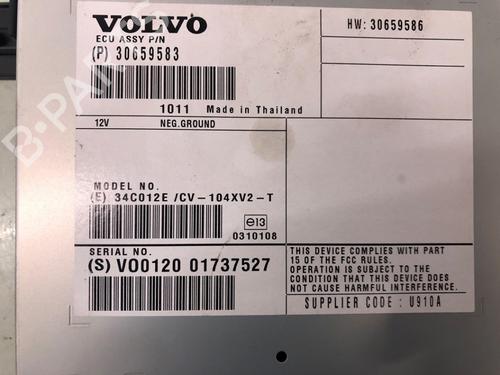 VOLVO
ECU ASSY P/N
(P) 30659583
HW: 30659586
1011 Made in Thailand
12V NEG.GROUND
MODEL NO.
(E) 34C012E /CV-104XV2-T
e13
0310108
SERIAL NO.
(S) V00120 01737527
THIS DEVICE COMPLIES WITH PART
15 OF THE FCC RULES.
OPERATION IS SUBJECT TO THE
CONDITION THAT THIS DEVICE DOES
NOT CAUSE HARMFUL INTERFERENCE.
SUPPLIER CODE : U910A
B-PARTS